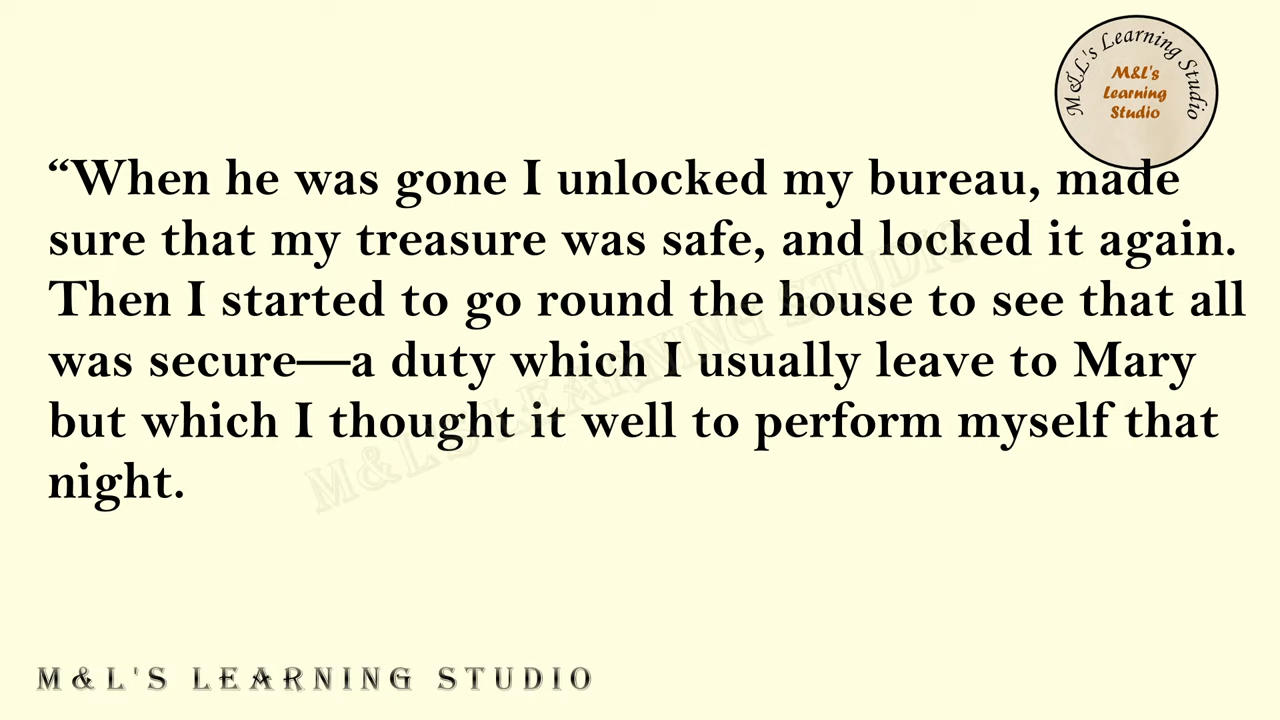 M&L's Learning Studio
M&L's
Learning
Studio
“When he was gone I unlocked my bureau, made
sure that my treasure was safe, and locked it again.
Then I started to go round the house to see that all
was secure—a duty which I usually leave to Mary
but which I thought it well to perform myself that
night.
M&L'S LEARNING STUDIO
M&L'S LEARNING STUDIO